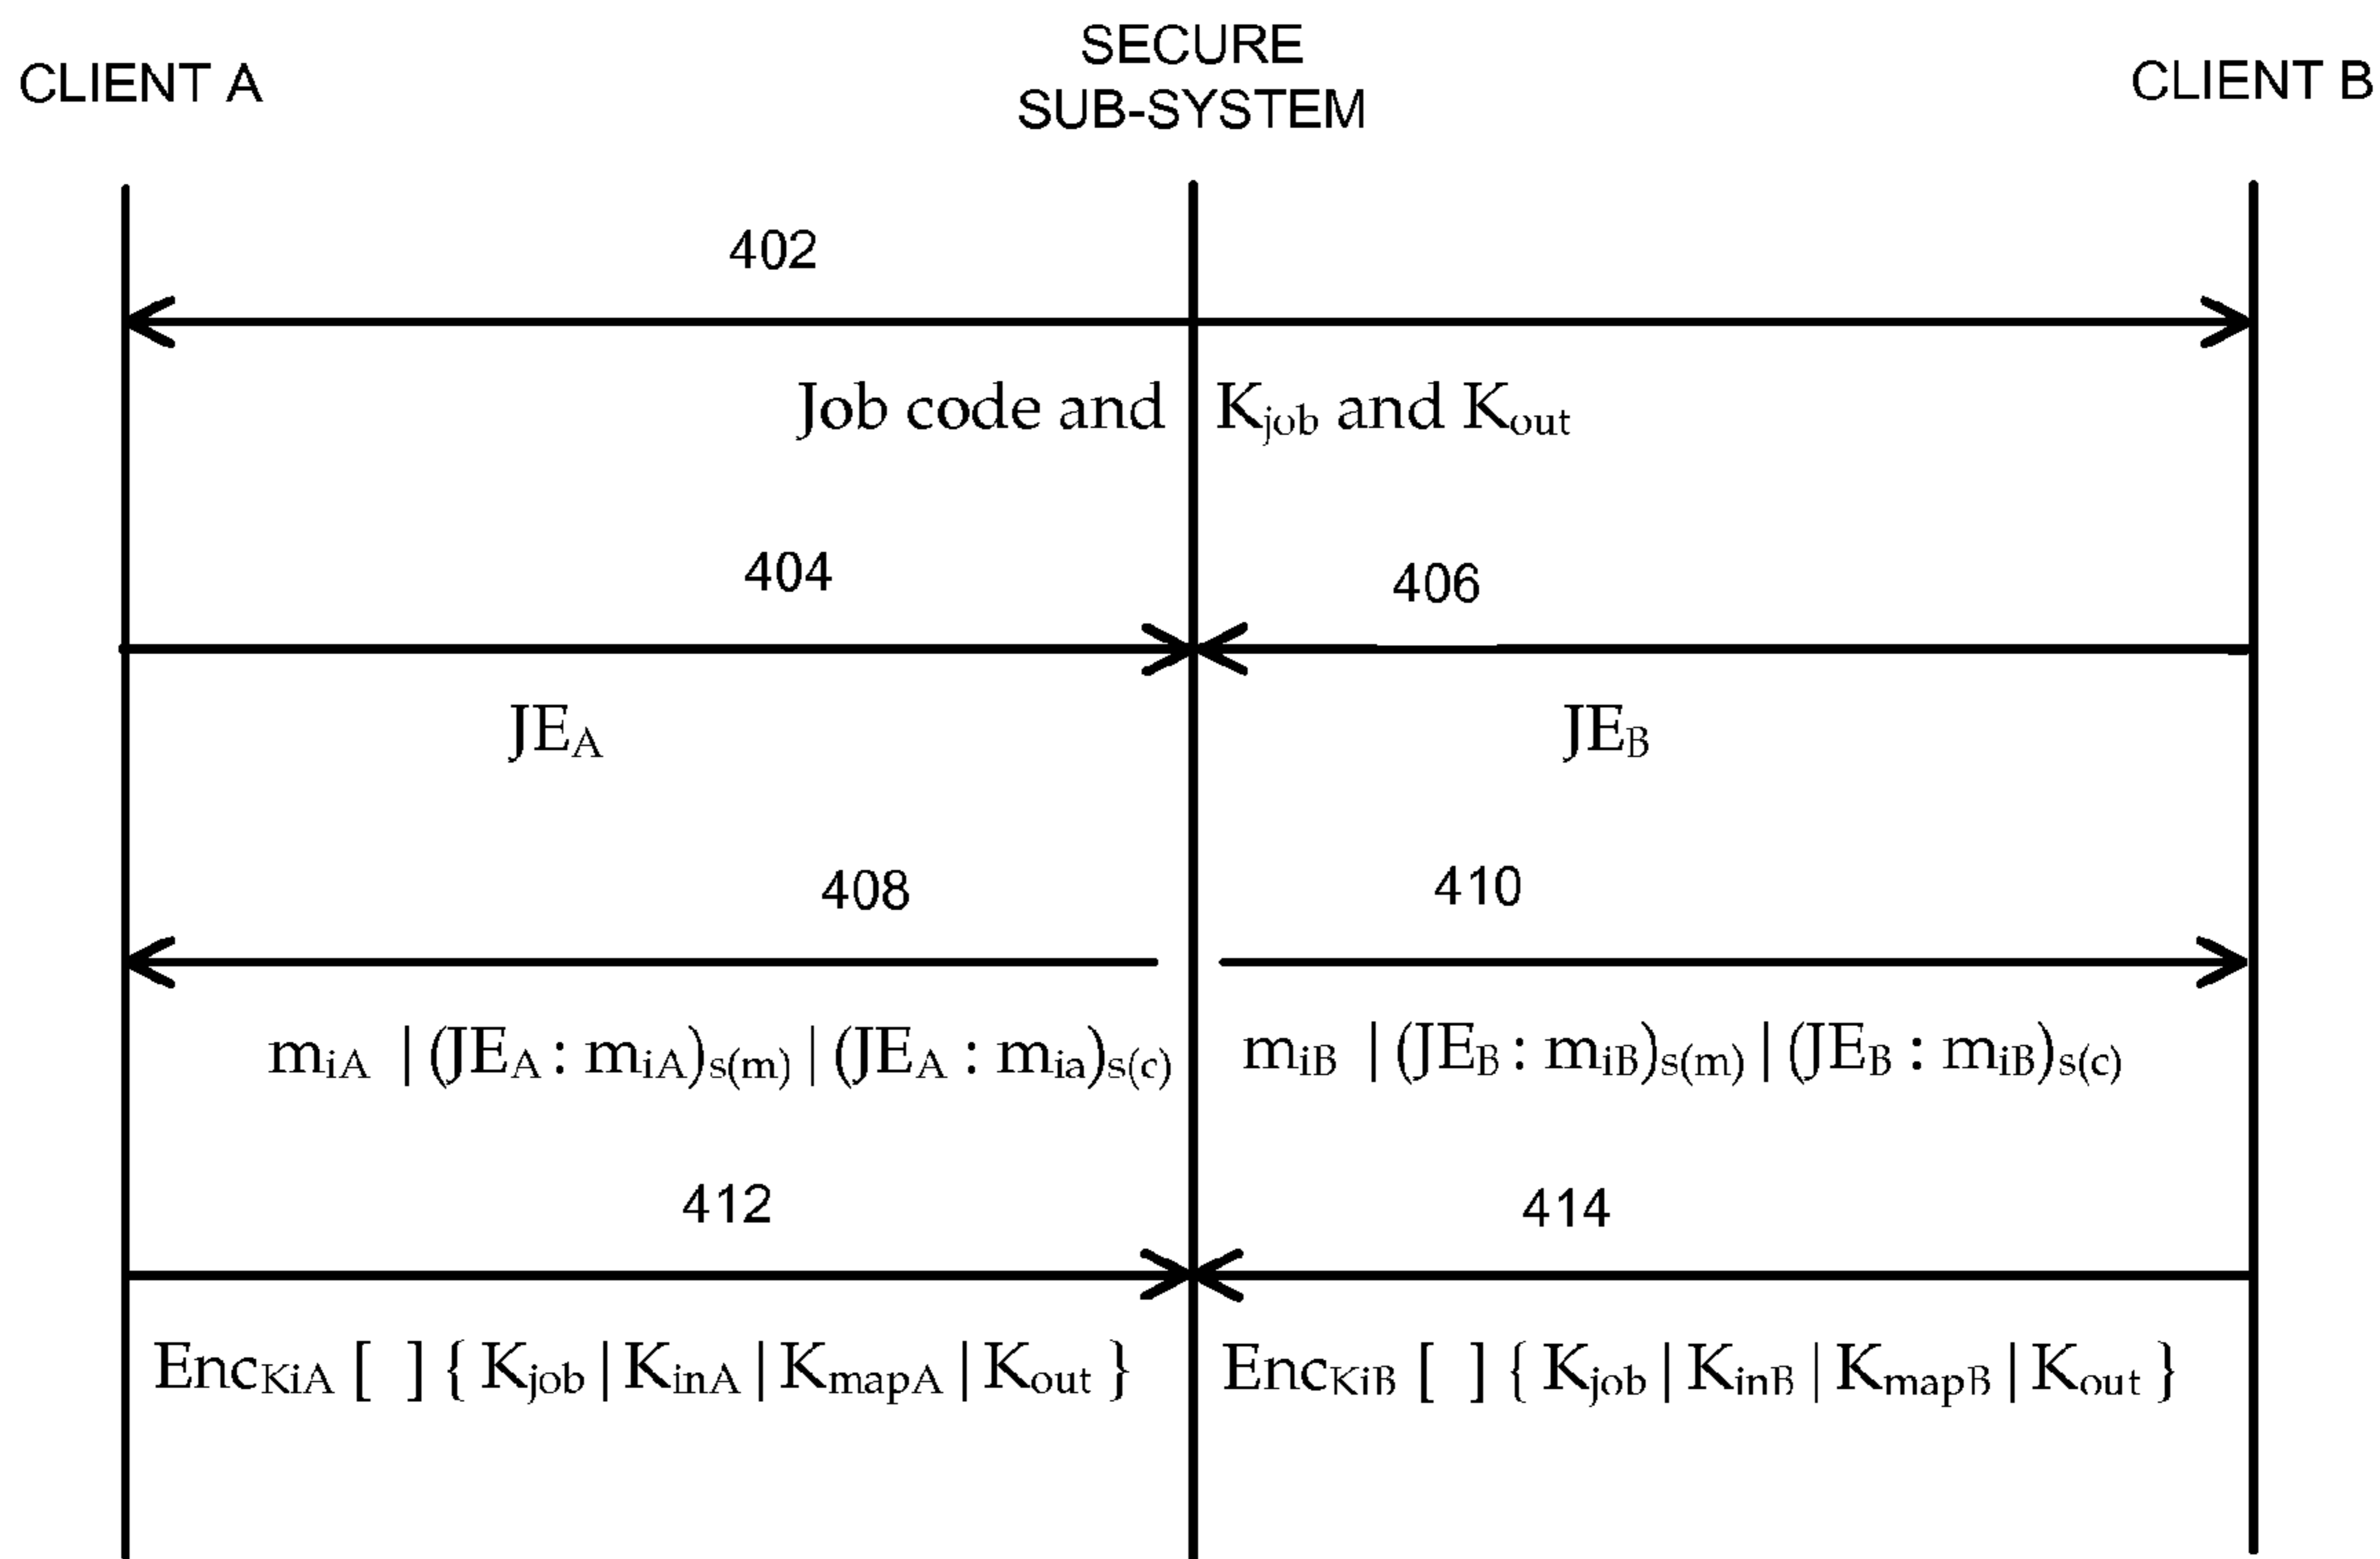 CLIENT A
SECURE
SUB-SYSTEM
CLIENT B
402
Job code and K_job and K_out
404
406
JE_A
JE_B
408
410
m_iA | (JE_A : m_iA)_s(m) | (JE_A : m_ia)_s(c)
m_iB | (JE_B : m_iB)_s(m) | (JE_B : m_iB)_s(c)
412
414
Enc_KiA [ ] { K_job | K_inA | K_mapA | K_out }
Enc_KiB [ ] { K_job | K_inB | K_mapB | K_out }